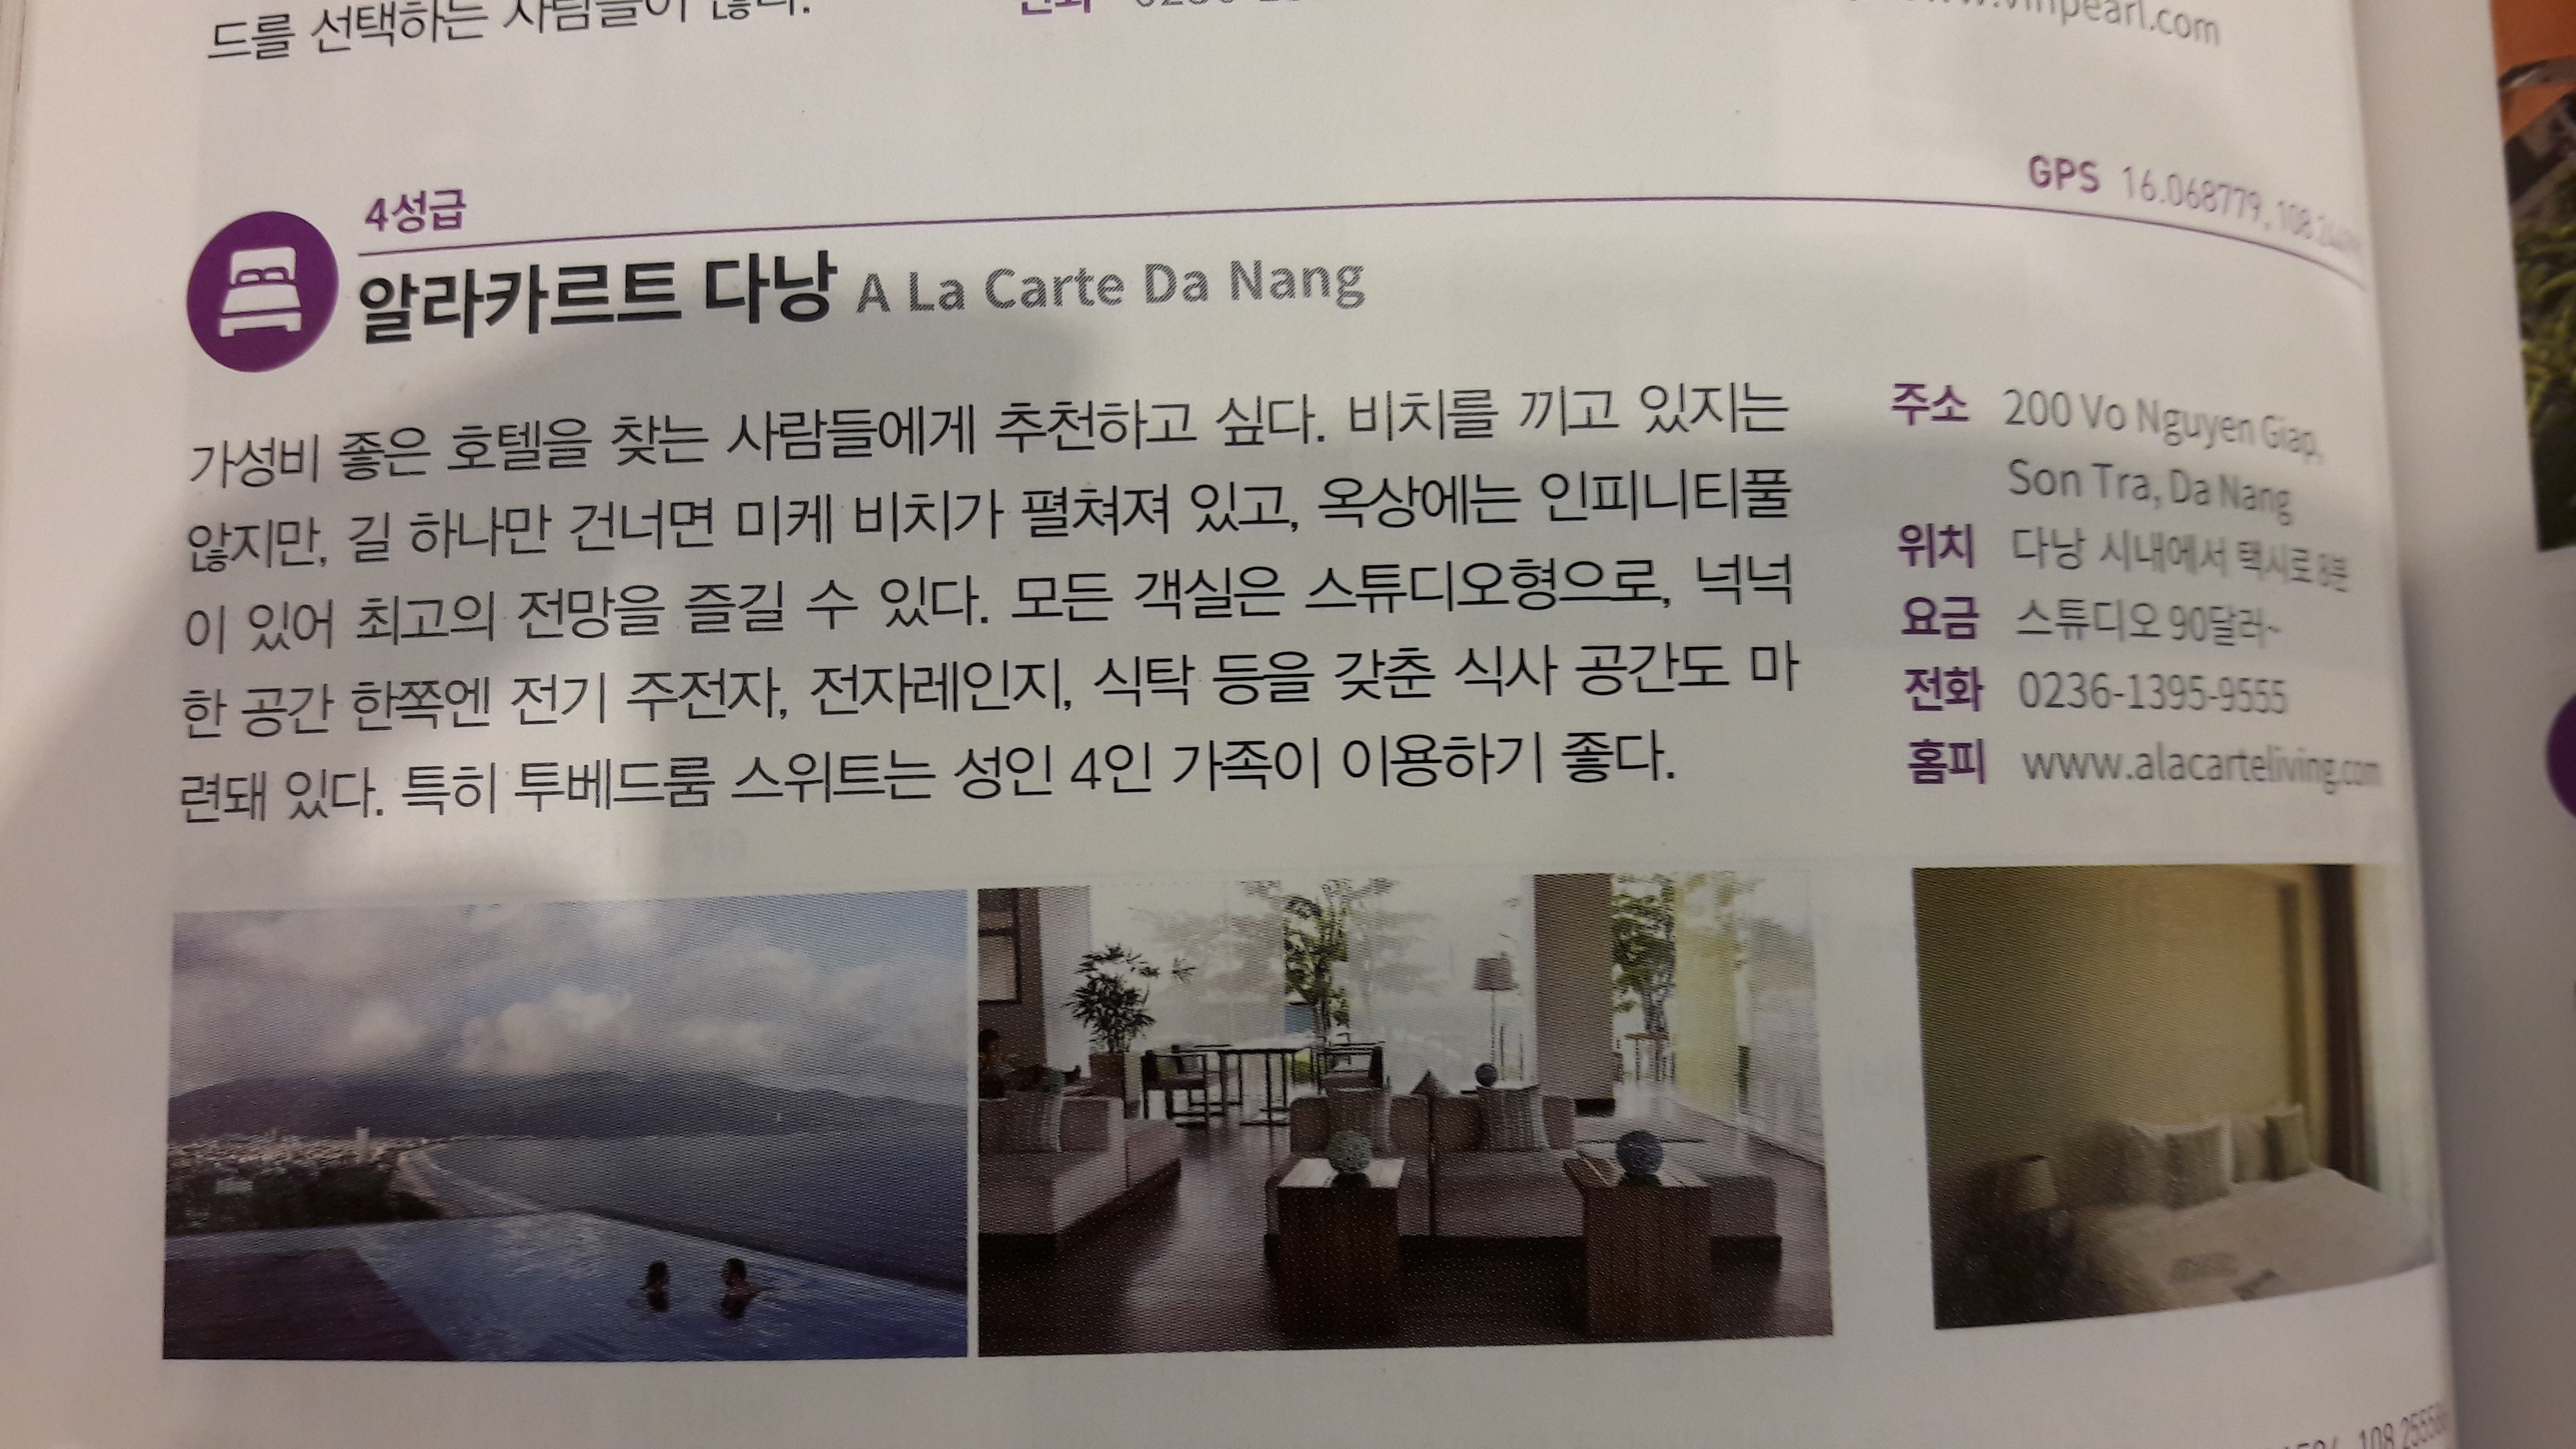 드를 선택하는 사람들이 많다.
전화
www.vinpearl.com
4성급
GPS 16.068779,
알라카르트 다낭 A La Carte Da Nang
가성비 좋은 호텔을 찾는 사람들에게 추천하고 싶다. 비치를 끼고 있지는
않지만, 길 하나만 건너면 미케 비치가 펼쳐져 있고, 옥상에는 인피니티풀
이 있어 최고의 전망을 즐길 수 있다. 모든 객실은 스튜디오형으로, 넉넉
한 공간 한쪽엔 전기 주전자, 전자레인지, 식탁 등을 갖춘 식사 공간도 마
련돼 있다. 특히 투베드룸 스위트는 성인 4인 가족이 이용하기 좋다.
주소 200 Vo Nguyen Giap,
Son Tra, Da Nang
위치 다낭 시내에서 택시로 8분
요금 스튜디오 90달러~
전화 0236-1395-9555
홈피 www.alacarteliving.com